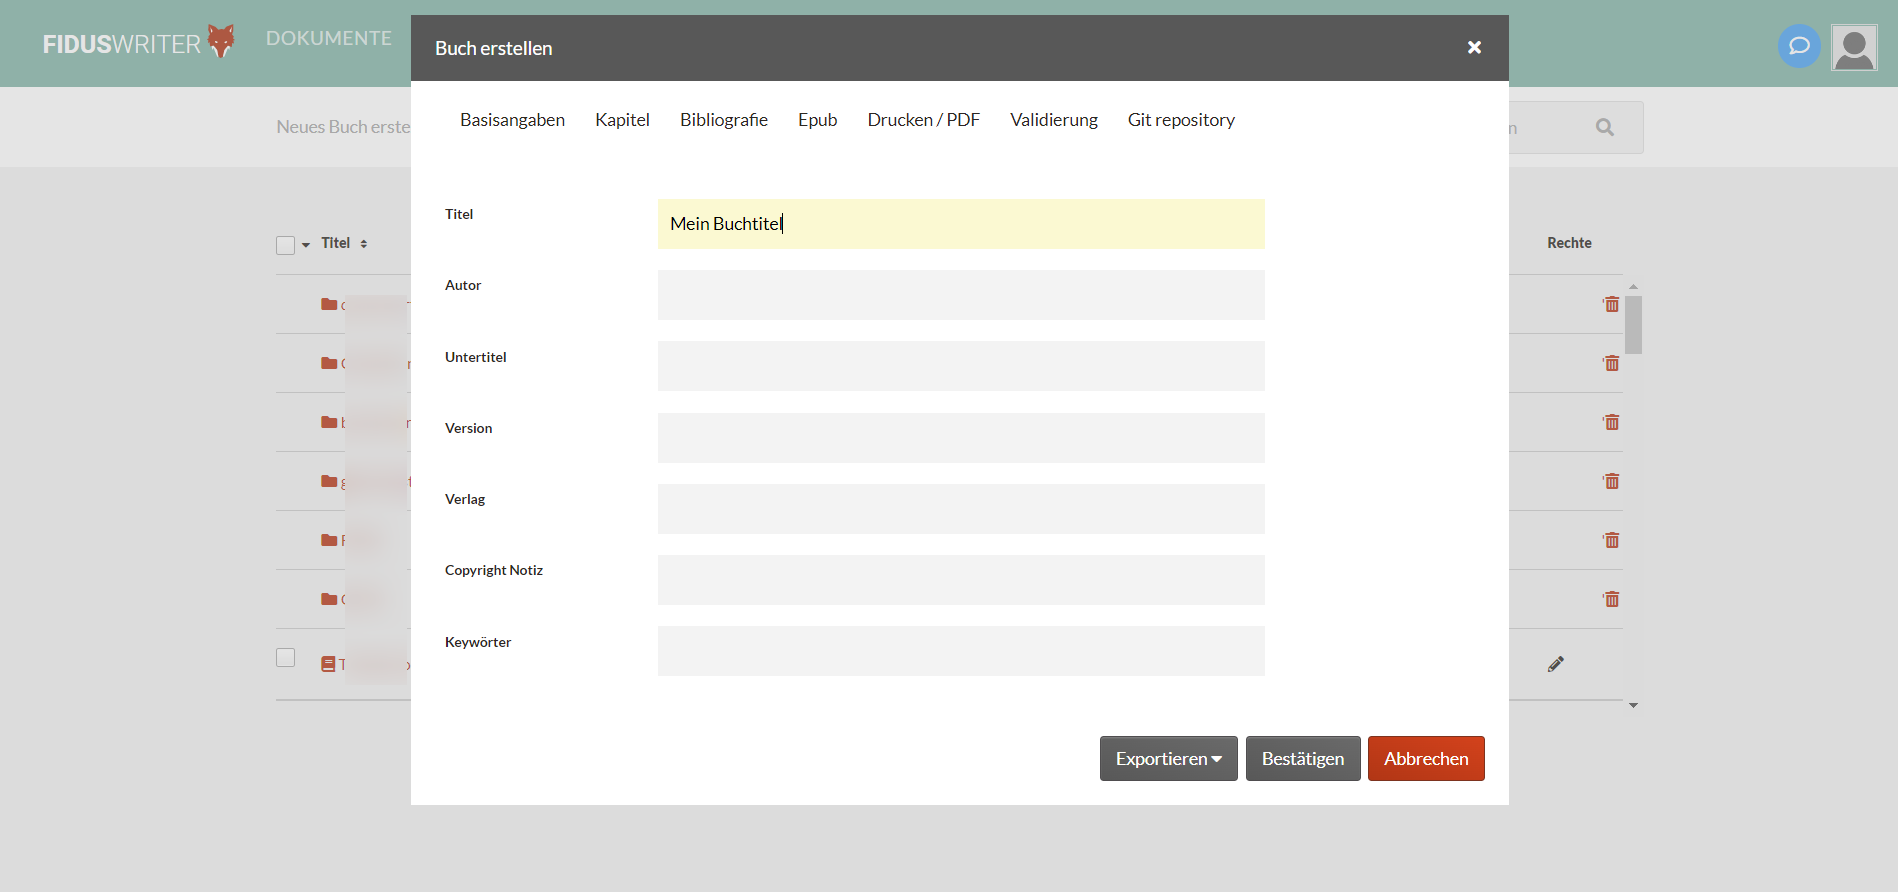 FIDUSWRITER DOKUMENTE
Buch erstellen
Neues Buch erste
Basisangaben Kapitel Bibliografie Epub Drucken / PDF Validierung Git repository
Titel Mein Buchtitel
Autor
Untertitel
Version
Verlag
Copyright Notiz
Keywörter
Titel
Rechte
Exportieren Bestätigen Abbrechen